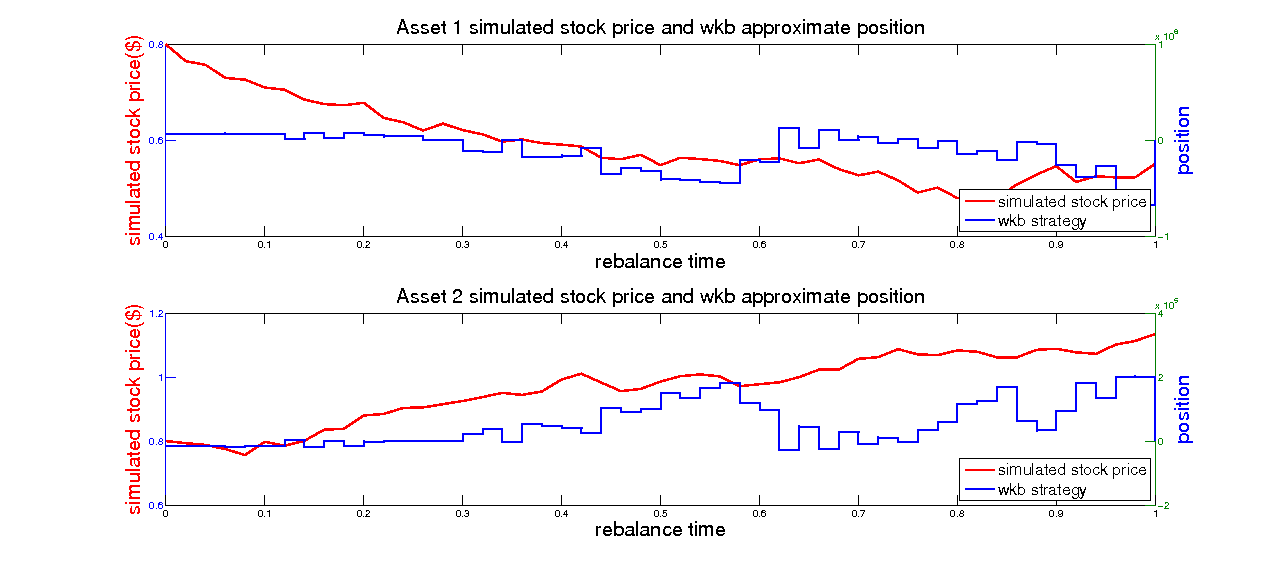 Asset 1 simulated stock price and wkb approximate position
x 10^6
0.8
0.6
0.4
simulated stock price($)
1
0
-1
position
simulated stock price
wkb strategy
0 0.1 0.2 0.3 0.4 0.5 0.6 0.7 0.8 0.9 1
rebalance time
Asset 2 simulated stock price and wkb approximate position
x 10^5
1.2
1
0.8
0.6
simulated stock price($)
4
2
0
-2
position
simulated stock price
wkb strategy
0 0.1 0.2 0.3 0.4 0.5 0.6 0.7 0.8 0.9 1
rebalance time